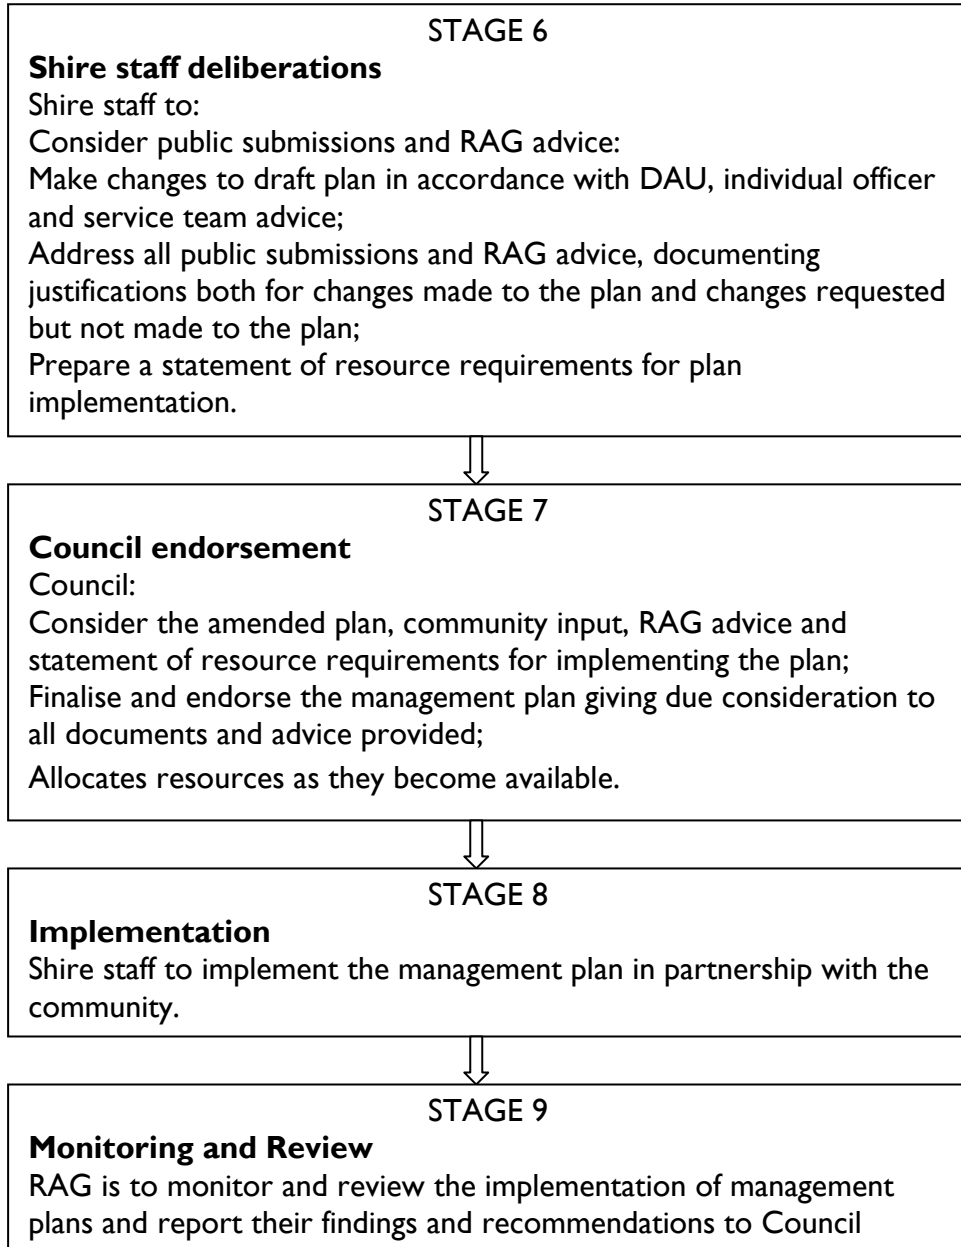 STAGE 6
Shire staff deliberations
Shire staff to:
Consider public submissions and RAG advice:
Make changes to draft plan in accordance with DAU, individual officer
and service team advice;
Address all public submissions and RAG advice, documenting
justifications both for changes made to the plan and changes requested
but not made to the plan;
Prepare a statement of resource requirements for plan
implementation.
STAGE 7
Council endorsement
Council:
Consider the amended plan, community input, RAG advice and
statement of resource requirements for implementing the plan;
Finalise and endorse the management plan giving due consideration to
all documents and advice provided;
Allocates resources as they become available.
STAGE 8
Implementation
Shire staff to implement the management plan in partnership with the
community.
STAGE 9
Monitoring and Review
RAG is to monitor and review the implementation of management
plans and report their findings and recommendations to Council